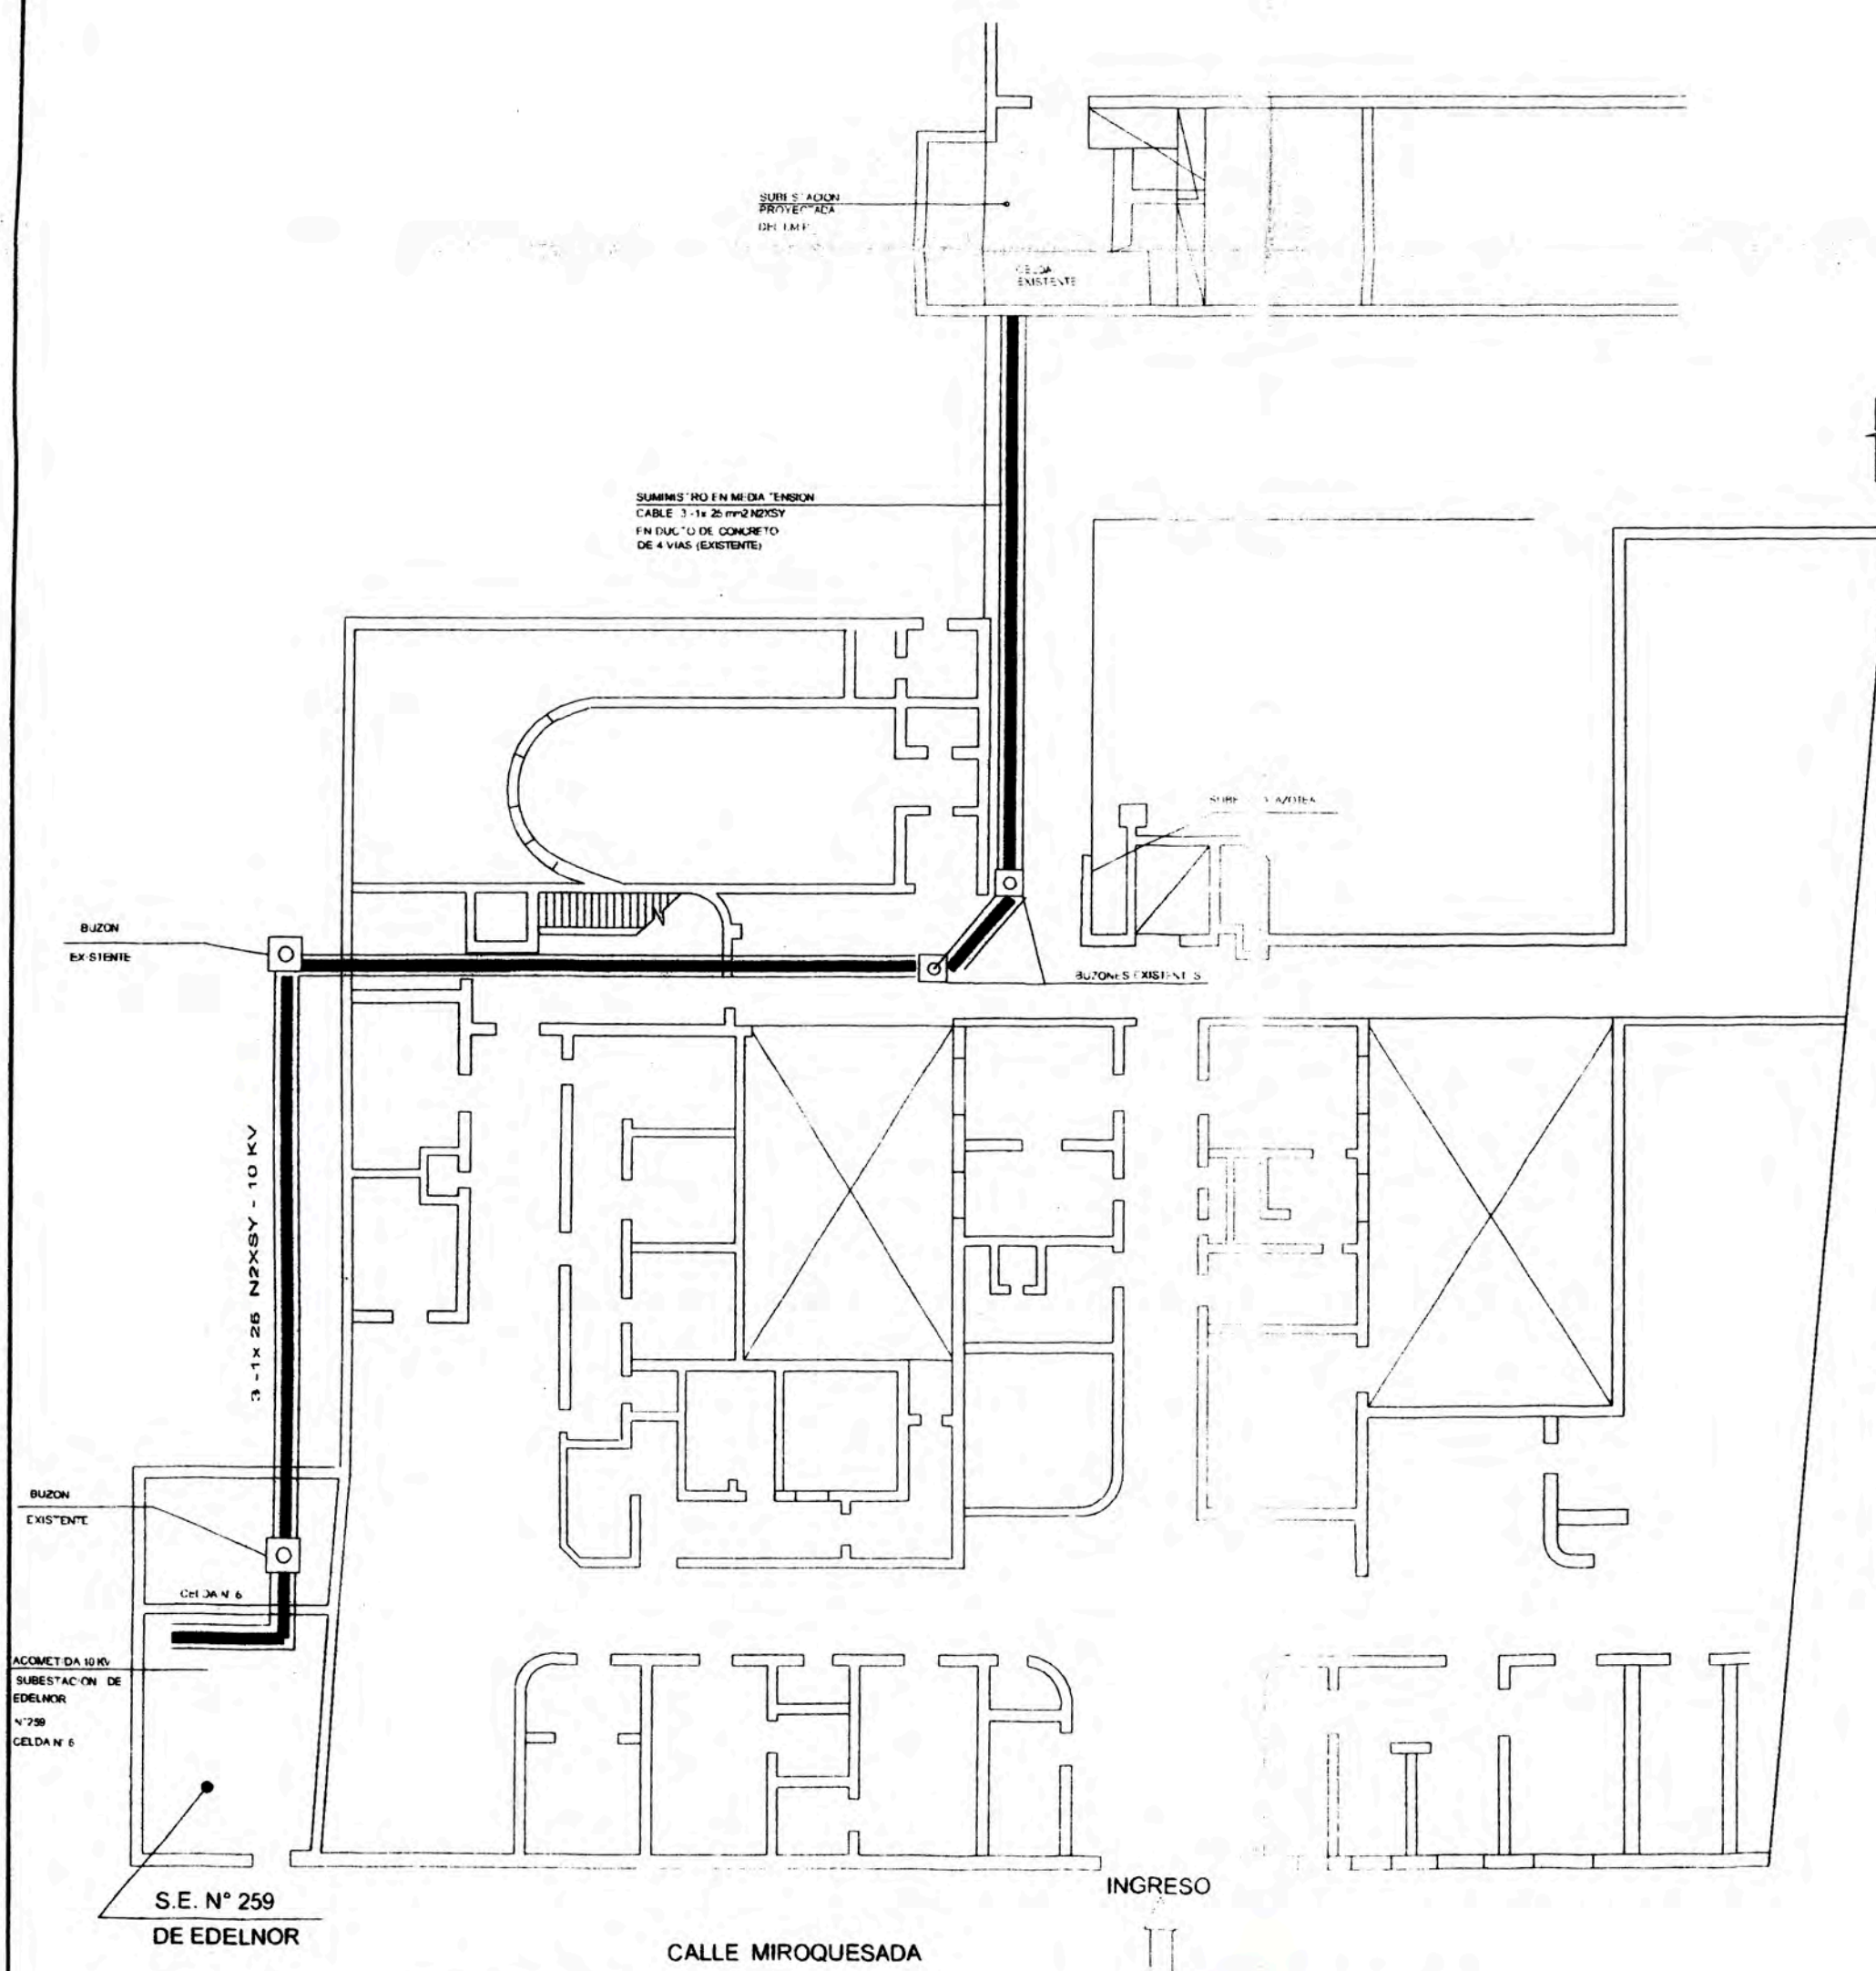 SUBESTACION
PROYECTADA
CELDA
EXISTENTE
SUMINISTRO EN MEDIA TENSION
CABLE 3-1x 25 mm2 N2XSY
EN DUCTO DE CONCRETO
DE 4 VIAS (EXISTENTE)
AZOTEA
BUZON
EXISTENTE
BUZONES EXISTENTES
3 -1 x 25 N2XSY - 10 KV
BUZON
EXISTENTE
CELDA N° 6
ACOMETIDA 10 KV
SUBESTACION DE
EDELNOR
N°259
CELDA N° 6
S.E. N° 259
DE EDELNOR
INGRESO
CALLE MIROQUESADA